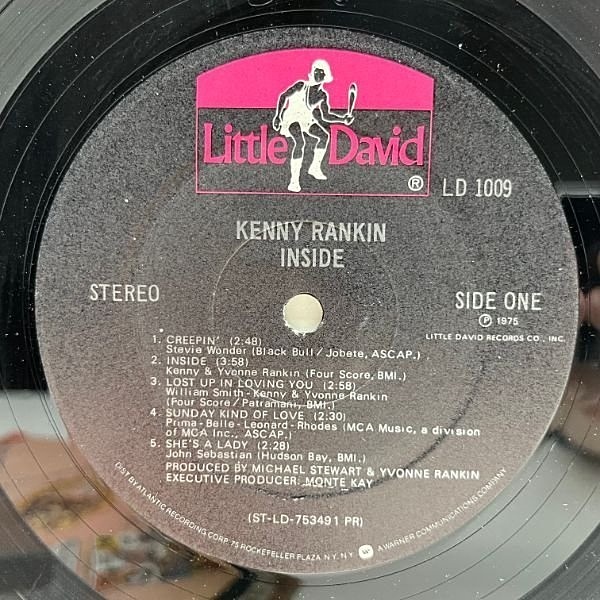 Little David
®
LD 1009
KENNY RANKIN
INSIDE
STEREO
SIDE ONE
℗ 1975
LITTLE DAVID RECORDS CO., INC.
1. CREEPIN' (2:48)
Stevie Wonder (Black Bull/Jobete, ASCAP.)
2. INSIDE (3:58)
Kenny & Yvonne Rankin (Four Score, BMI.)
3. LOST UP IN LOVING YOU (2:58)
William Smith-Kenny & Yvonne Rankin
(Four Score/Patramani, BMI.)
4. SUNDAY KIND OF LOVE (2:30)
Prima-Belle-Leonard-Rhodes (MCA Music, a division
of MCA Inc., ASCAP.)
5. SHE'S A LADY (2:28)
John Sebastian (Hudson Bay, BMI.)
PRODUCED BY MICHAEL STEWART & YVONNE RANKIN
EXECUTIVE PRODUCER: MONTE KAY
(ST-LD-753491 PR)
DIST. BY ATLANTIC RECORDING CORP. 75 ROCKEFELLER PLAZA N.Y. N.Y. W A WARNER COMMUNICATIONS COMPANY